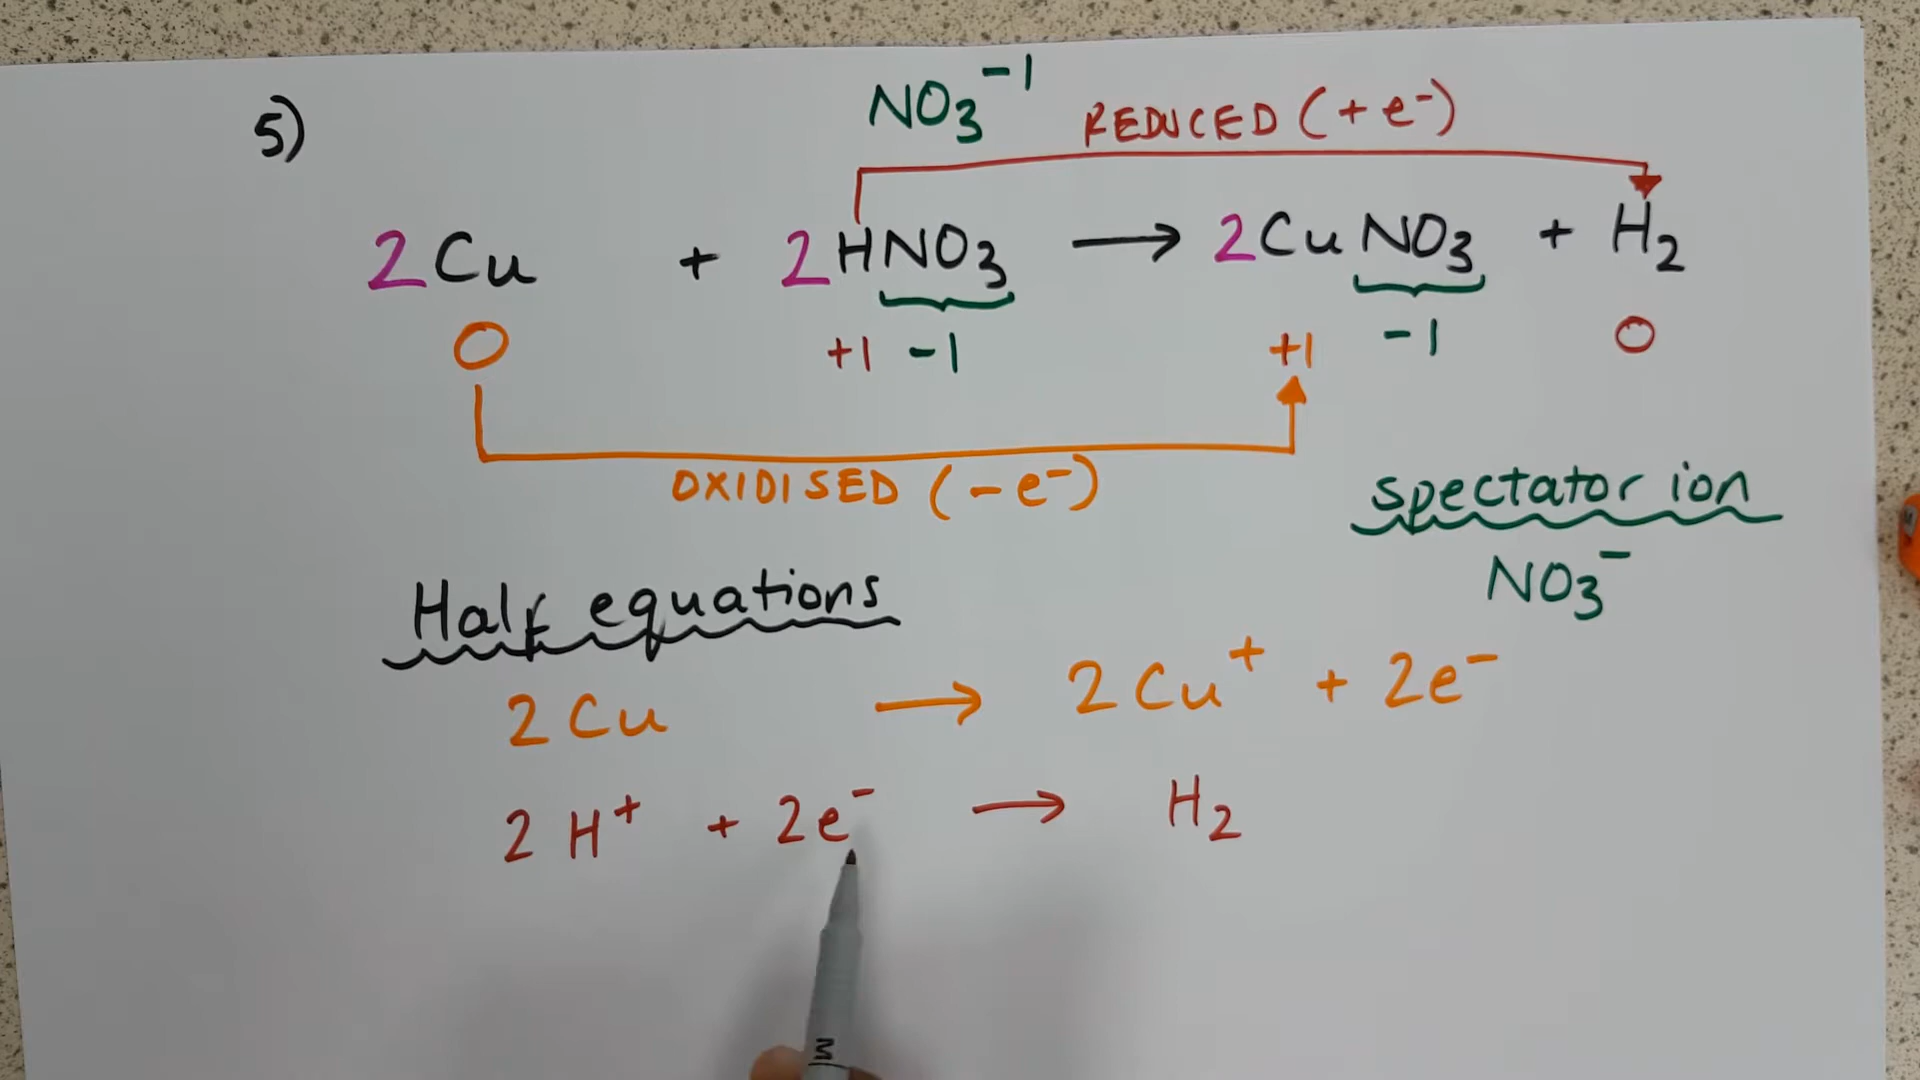 5)
NO₃⁻¹
REDUCED (+e⁻)
2Cu + 2HNO₃ → 2CuNO₃ + H₂
0 +1 -1 +1 -1 0
OXIDISED (-e⁻)
spectator ion
NO₃⁻
Half equations
2Cu → 2Cu⁺ + 2e⁻
2H⁺ + 2e⁻ → H₂
M